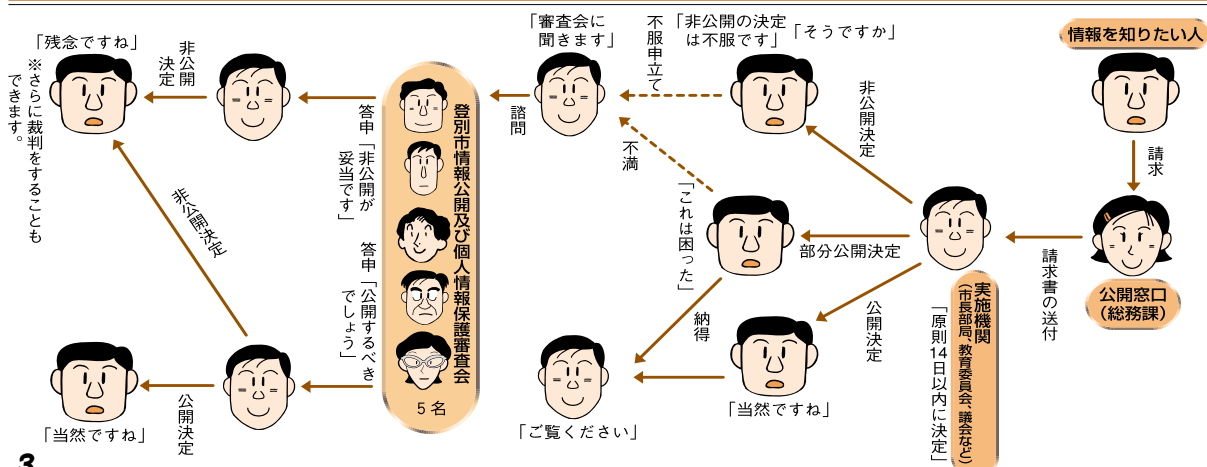 情報を知りたい人
請求
公開窓口
(総務課)
請求書の送付
実施機関
(市長部局、教育委員会、議会など)
「原則14日以内に決定」
非公開決定
「そうですか」
「非公開の決定
は不服です」
不服申立て
部分公開決定
「これは困った」
不満
納得
公開決定
「当然ですね」
「ご覧ください」
「審査会に
聞きます」
諮問
登別市情報公開及び個人情報保護審査会
5名
答申「非公開が
妥当です」
答申「公開するべき
でしょう」
非公開
決定
「残念ですね」
※さらに裁判をすることも
できます。
非公開決定
公開決定
「当然ですね」
3